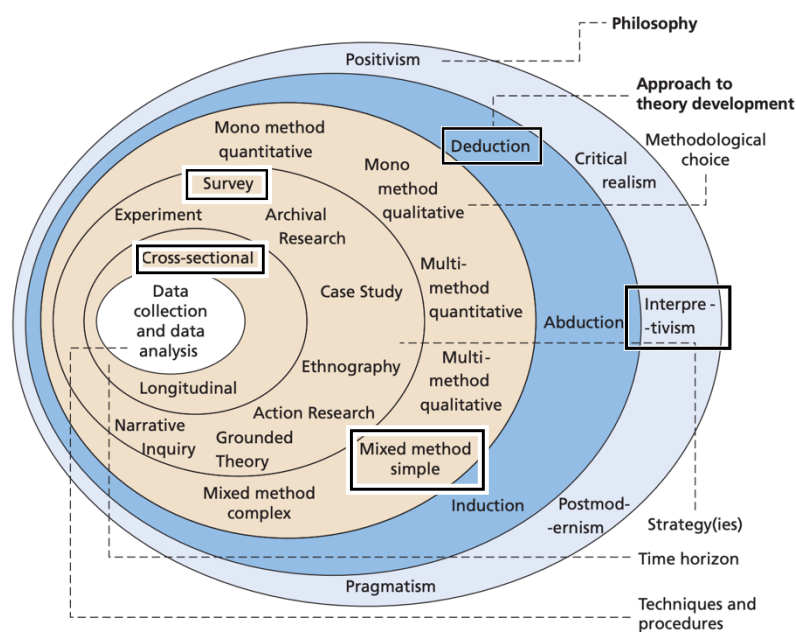 Philosophy
Positivism
Approach to
theory development
Mono method
quantitative
Deduction
Methodological
choice
Critical
realism
Mono
method
qualitative
Survey
Experiment
Archival
Research
Cross-sectional
Multi-
method
quantitative
Data
collection
and data
analysis
Case Study
Abduction
Interpre-
-tivism
Ethnography
Multi-
method
qualitative
Longitudinal
Action Research
Narrative
Inquiry
Grounded
Theory
Mixed method
simple
Mixed method
complex
Induction
Postmod-
-ernism
Strategy(ies)
Time horizon
Pragmatism
Techniques and
procedures